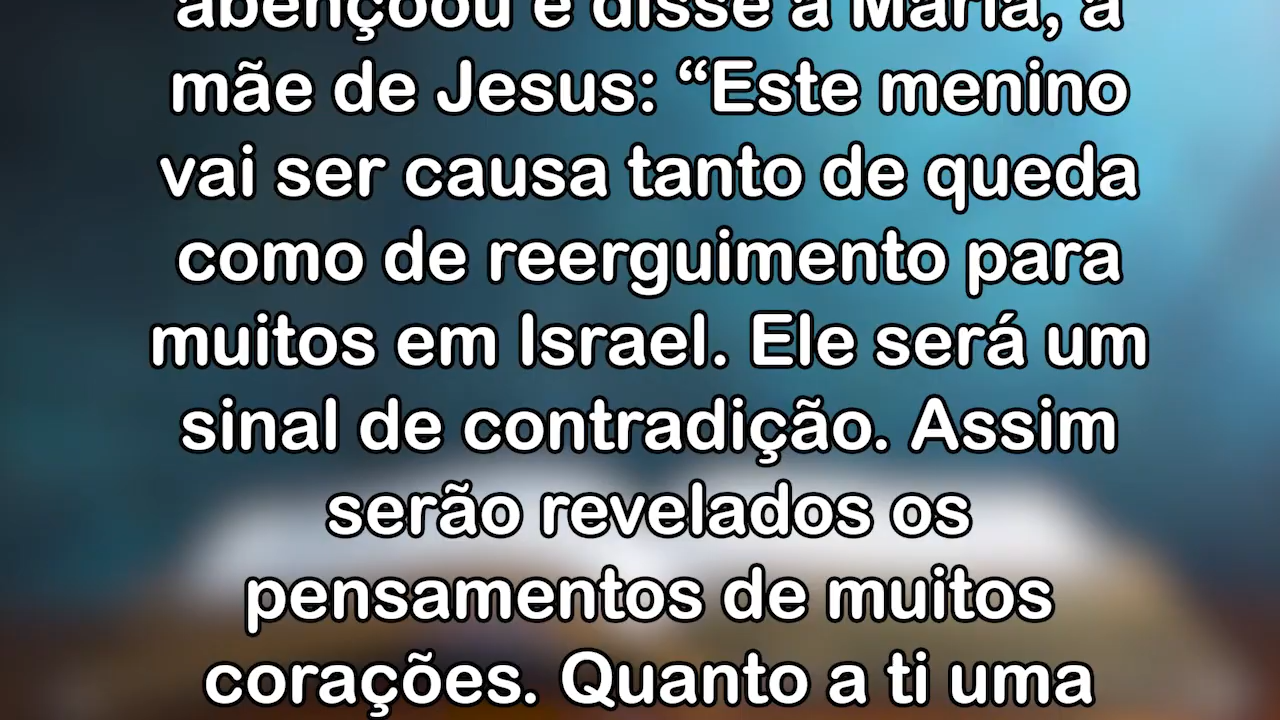 abençoou e disse a Maria, a
mãe de Jesus: “Este menino
vai ser causa tanto de queda
como de reerguimento para
muitos em Israel. Ele será um
sinal de contradição. Assim
serão revelados os
pensamentos de muitos
corações. Quanto a ti uma